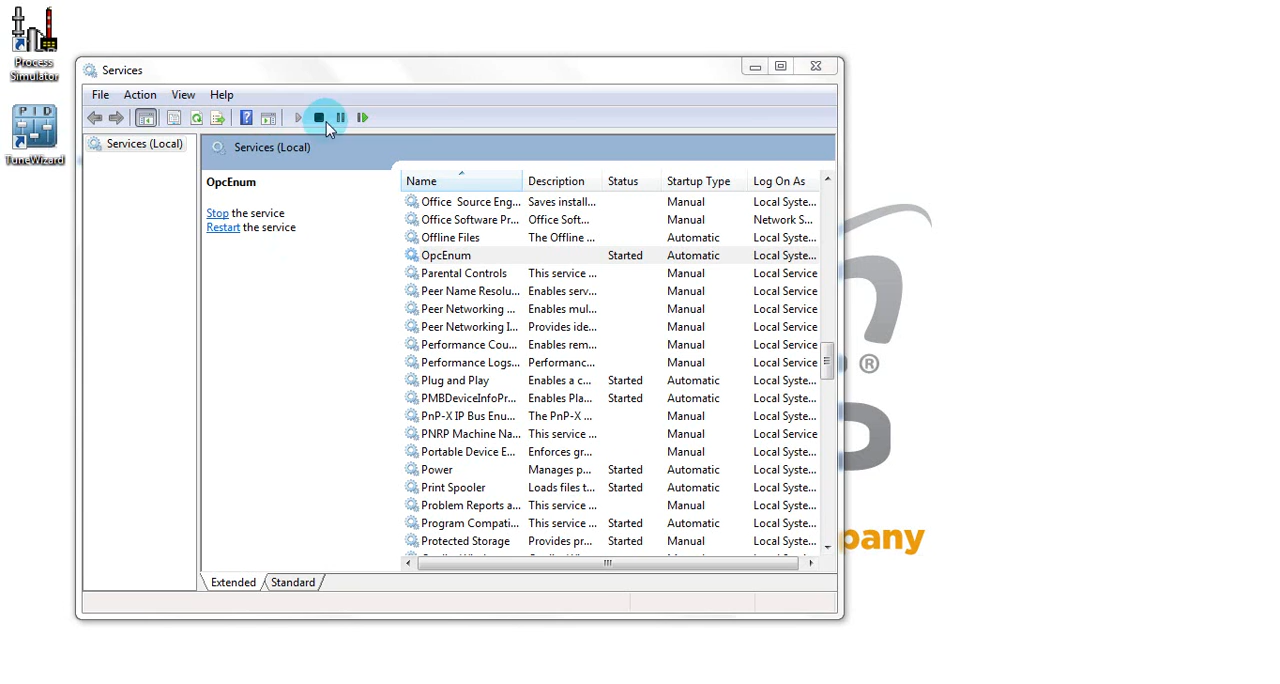 Process
Simulator
PID
TuneWizard
Services
File Action View Help
Services (Local)
Services (Local)
OpcEnum
Stop the service
Restart the service
Name Description Status Startup Type Log On As
Office Source Eng... Saves install... Manual Local Syste...
Office Software Pr... Office Soft... Manual Network S...
Offline Files The Offline ... Automatic Local Syste...
OpcEnum Started Automatic Local Syste...
Parental Controls This service ... Manual Local Service
Peer Name Resolu... Enables serv... Manual Local Service
Peer Networking ... Enables mul... Manual Local Service
Peer Networking I... Provides ide... Manual Local Service
Performance Cou... Enables rem... Manual Local Service
Performance Logs... Performanc... Manual Local Service
Plug and Play Enables a c... Started Automatic Local Syste...
PMBDeviceInfoPr... Enables Pla... Started Automatic Local Syste...
PnP-X IP Bus Enu... The PnP-X ... Manual Local Syste...
PNRP Machine Na... This service ... Manual Local Service
Portable Device E... Enforces gr... Manual Local Syste...
Power Manages p... Started Automatic Local Syste...
Print Spooler Loads files t... Started Automatic Local Syste...
Problem Reports a... This service ... Manual Local Syste...
Program Compati... This service ... Started Automatic Local Syste...
Protected Storage Provides pr... Started Manual Local Syste...
Extended Standard
®
pany